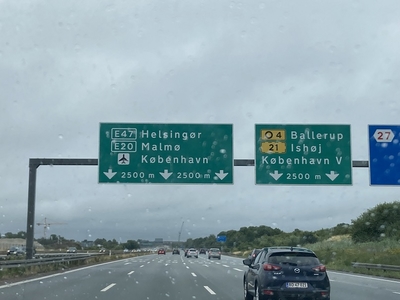 E47 Helsingør
E20 Malmø
København
2500 m 2500 m
O4 Ballerup
21 Ishøj
København V
2500 m
27